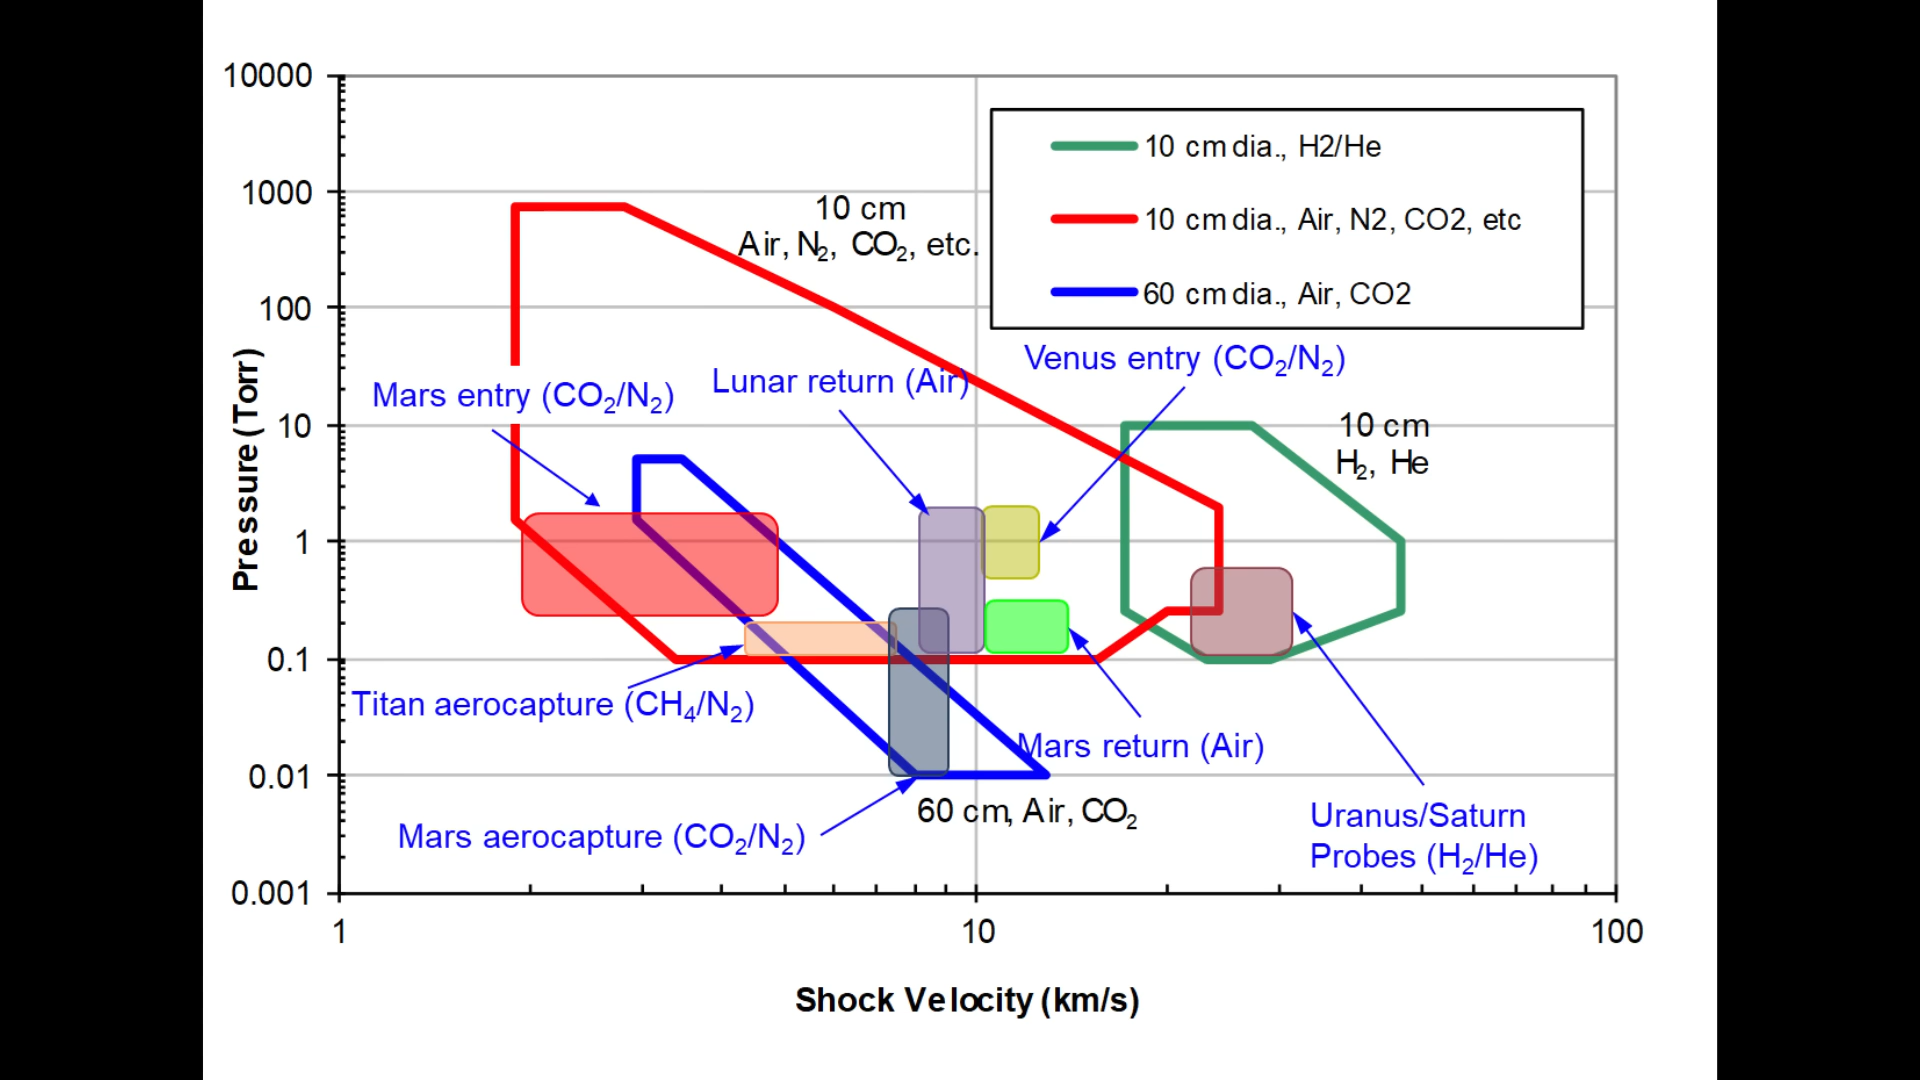 10000
1000
100
10
1
0.1
0.01
0.001
Pressure (Torr)
1
10
100
Shock Velocity (km/s)
10 cm dia., H2/He
10 cm dia., Air, N2, CO2, etc
60 cm dia., Air, CO2
10 cm
Air, N₂, CO₂, etc.
Mars entry (CO₂/N₂)
Lunar return (Air)
Venus entry (CO₂/N₂)
10 cm
H₂, He
Titan aerocapture (CH₄/N₂)
Mars return (Air)
Mars aerocapture (CO₂/N₂)
60 cm, Air, CO₂
Uranus/Saturn
Probes (H₂/He)